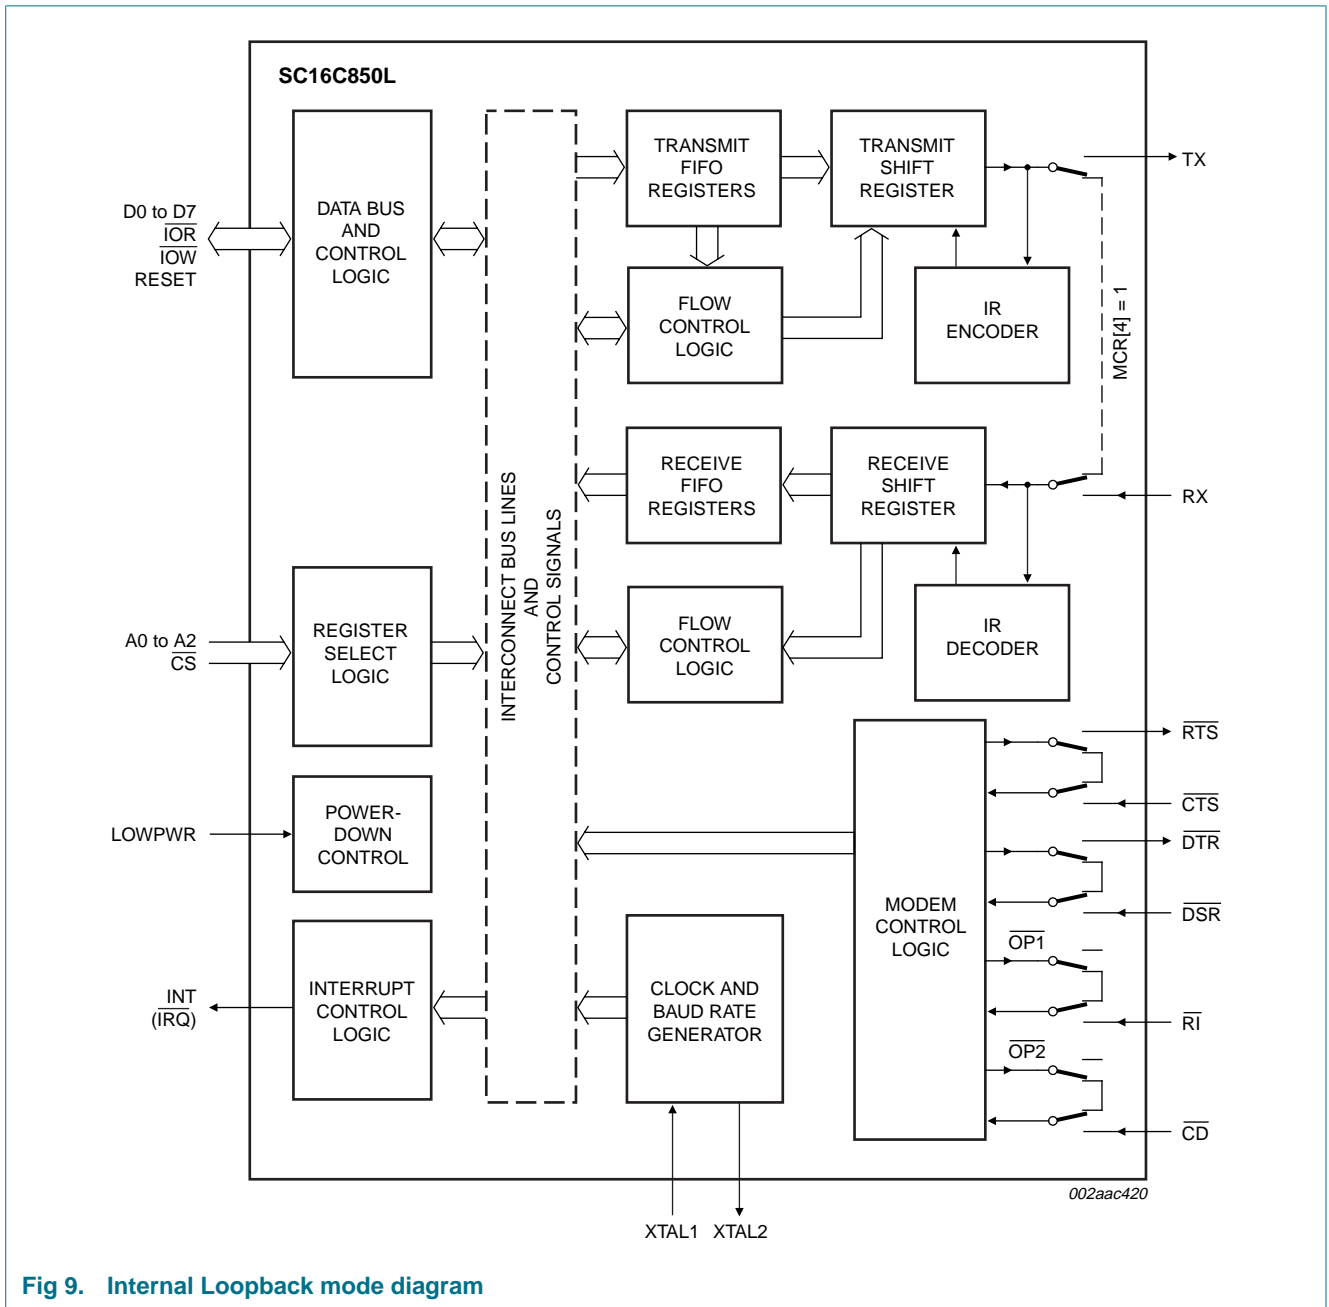 SC16C850L
D0 to D7
IOR
IOW
RESET
DATA BUS
AND
CONTROL
LOGIC
TRANSMIT
FIFO
REGISTERS
TRANSMIT
SHIFT
REGISTER
TX
FLOW
CONTROL
LOGIC
IR
ENCODER
MCR[4] = 1
RECEIVE
FIFO
REGISTERS
RECEIVE
SHIFT
REGISTER
RX
INTERCONNECT BUS LINES
AND
CONTROL SIGNALS
A0 to A2
CS
REGISTER
SELECT
LOGIC
FLOW
CONTROL
LOGIC
IR
DECODER
LOWPWR
POWER-
DOWN
CONTROL
MODEM
CONTROL
LOGIC
RTS
CTS
DTR
DSR
OP1
RI
OP2
CD
INT
(IRQ)
INTERRUPT
CONTROL
LOGIC
CLOCK AND
BAUD RATE
GENERATOR
XTAL1 XTAL2
002aac420
Fig 9. Internal Loopback mode diagram